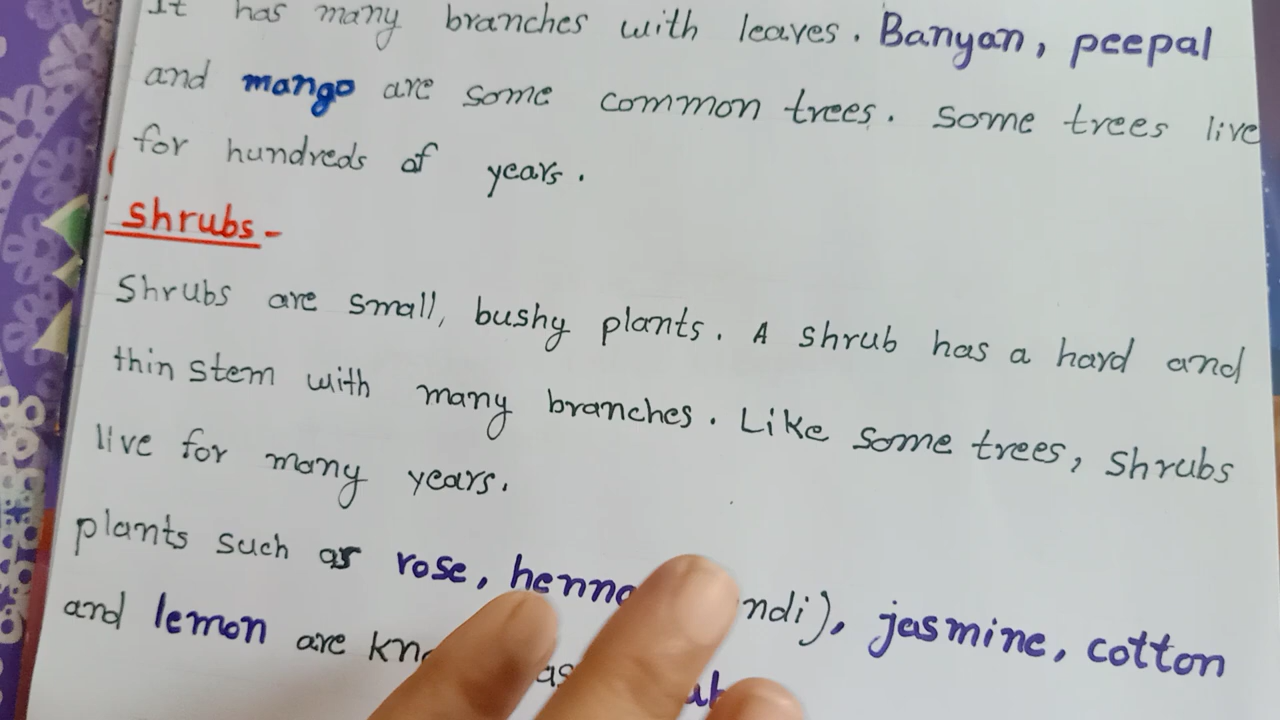 It has many branches with leaves. Banyan, peepal
and mango are some common trees. Some trees live
for hundreds of years.
Shrubs-
Shrubs are small, bushy plants. A shrub has a hard and
thin stem with many branches. Like some trees, shrubs
live for many years.
plants such as rose, henna ndi), jasmine, cotton
and lemon are as